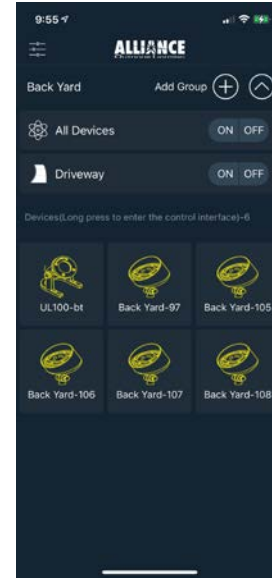 9:55
ALLIANCE
Back Yard Add Group
All Devices ON OFF
Driveway ON OFF
Devices(Long press to enter the control interface)-6
UL100-bt Back Yard-97 Back Yard-105
Back Yard-106 Back Yard-107 Back Yard-108